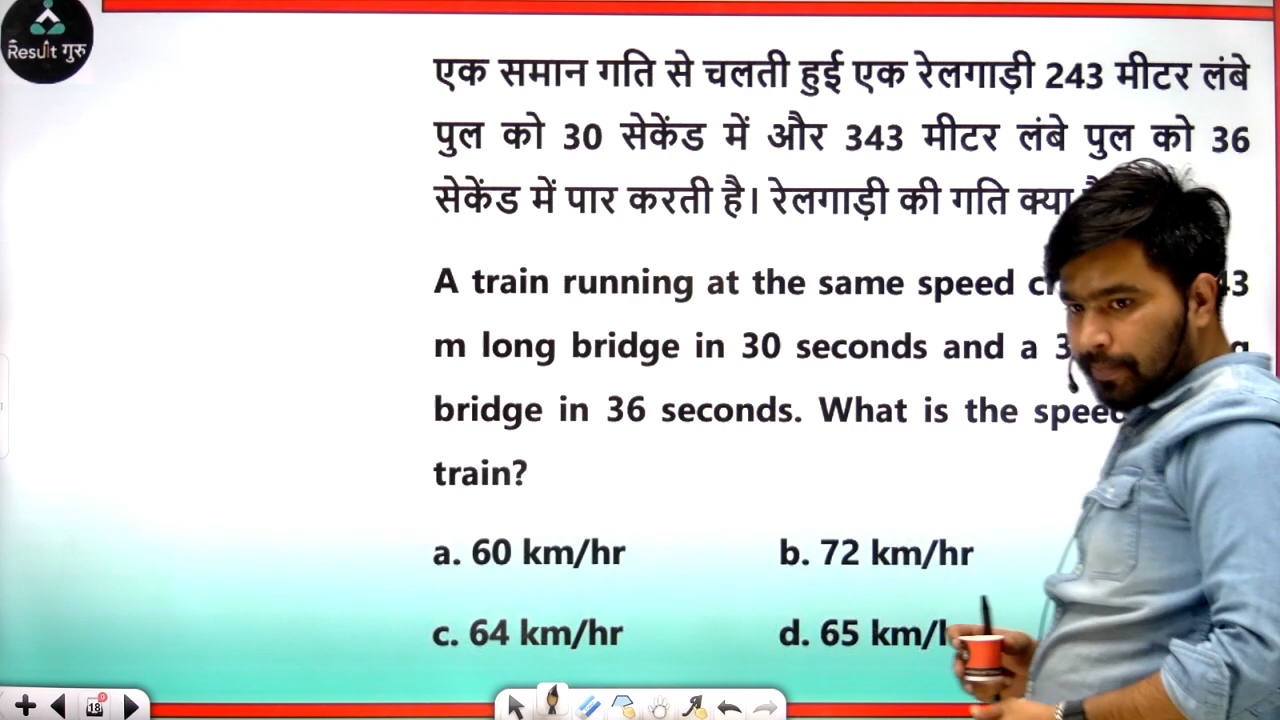 Result गुरु
एक समान गति से चलती हुई एक रेलगाड़ी 243 मीटर लंबे
पुल को 30 सेकेंड में और 343 मीटर लंबे पुल को 36
सेकेंड में पार करती है। रेलगाड़ी की गति क्या
A train running at the same speed
m long bridge in 30 seconds and a
bridge in 36 seconds. What is the speed
train?
a. 60 km/hr b. 72 km/hr
c. 64 km/hr d. 65
18